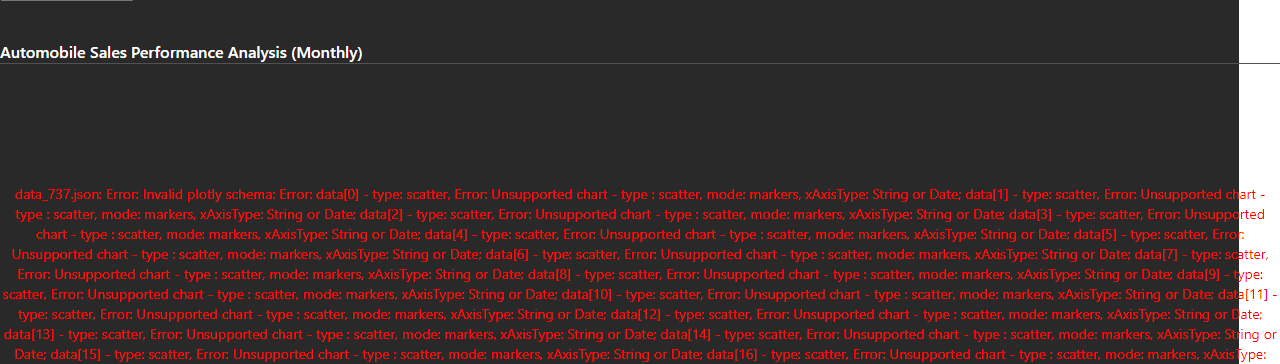 Automobile Sales Performance Analysis (Monthly)
data_737.json: Error: Invalid plotly schema: Error: data[0] - type: scatter, Error: Unsupported chart - type : scatter, mode: markers, xAxisType: String or Date; data[1] - type: scatter, Error: Unsupported chart -
type : scatter, mode: markers, xAxisType: String or Date; data[2] - type: scatter, Error: Unsupported chart - type : scatter, mode: markers, xAxisType: String or Date; data[3] - type: scatter, Error: Unsupported
chart - type : scatter, mode: markers, xAxisType: String or Date; data[4] - type: scatter, Error: Unsupported chart - type : scatter, mode: markers, xAxisType: String or Date; data[5] - type: scatter, Error:
Unsupported chart - type : scatter, mode: markers, xAxisType: String or Date; data[6] - type: scatter, Error: Unsupported chart - type : scatter, mode: markers, xAxisType: String or Date; data[7] - type: scatter,
Error: Unsupported chart - type : scatter, mode: markers, xAxisType: String or Date; data[8] - type: scatter, Error: Unsupported chart - type : scatter, mode: markers, xAxisType: String or Date; data[9] - type:
scatter, Error: Unsupported chart - type : scatter, mode: markers, xAxisType: String or Date; data[10] - type: scatter, Error: Unsupported chart - type : scatter, mode: markers, xAxisType: String or Date; data[11] -
type: scatter, Error: Unsupported chart - type : scatter, mode: markers, xAxisType: String or Date; data[12] - type: scatter, Error: Unsupported chart - type : scatter, mode: markers, xAxisType: String or Date;
data[13] - type: scatter, Error: Unsupported chart - type : scatter, mode: markers, xAxisType: String or Date; data[14] - type: scatter, Error: Unsupported chart - type : scatter, mode: markers, xAxisType: String or
Date; data[15] - type: scatter, Error: Unsupported chart - type : scatter, mode: markers, xAxisType: String or Date; data[16] - type: scatter, Error: Unsupported chart - type : scatter, mode: markers, xAxisType: